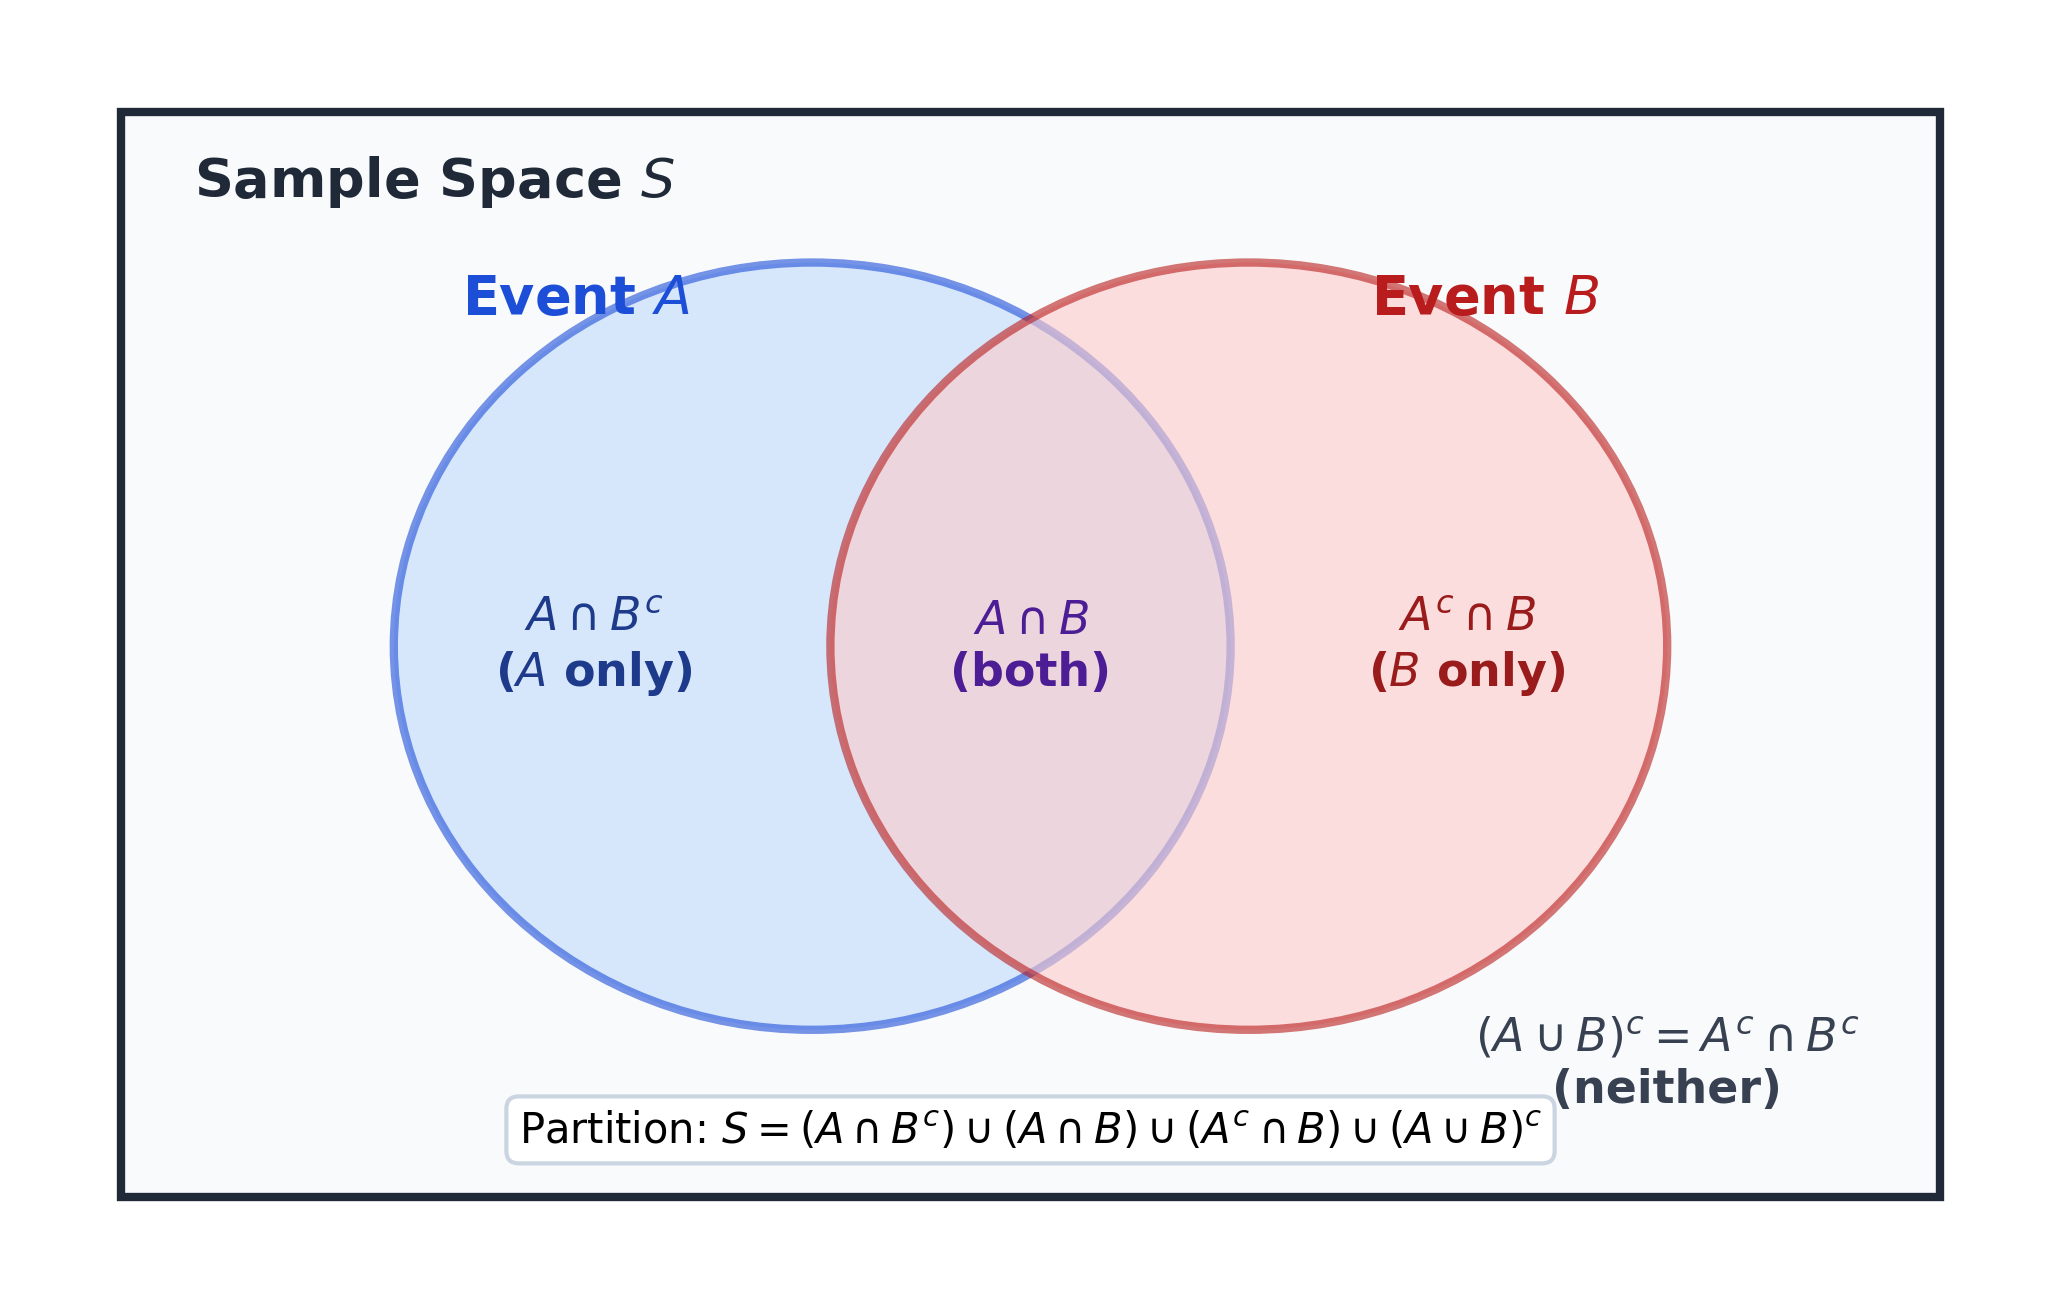 Sample Space S
Event A
Event B
A ∩ Bᶜ
(A only)
A ∩ B
(both)
Aᶜ ∩ B
(B only)
(A ∪ B)ᶜ = Aᶜ ∩ Bᶜ
(neither)
Partition: S = (A ∩ Bᶜ) ∪ (A ∩ B) ∪ (Aᶜ ∩ B) ∪ (A ∪ B)ᶜ